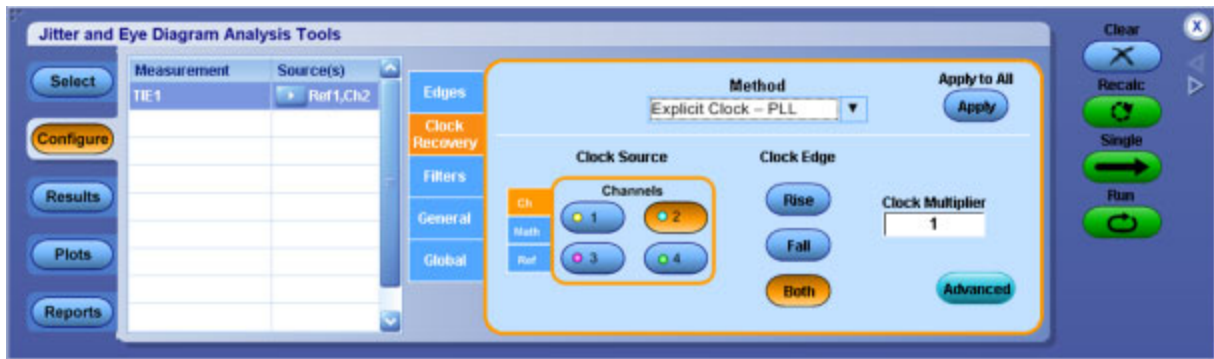 Jitter and Eye Diagram Analysis Tools
Select
Configure
Results
Plots
Reports
Measurement Source(s)
TIE1 Ref1,Ch2
Edges
Clock
Recovery
Filters
General
Global
Method
Explicit Clock – PLL
Apply to All
Apply
Clock Source
Ch
Math
Ref
Channels
1 2
3 4
Clock Edge
Rise
Fall
Both
Clock Multiplier
1
Advanced
Clear
X
Recalc
Single
Run